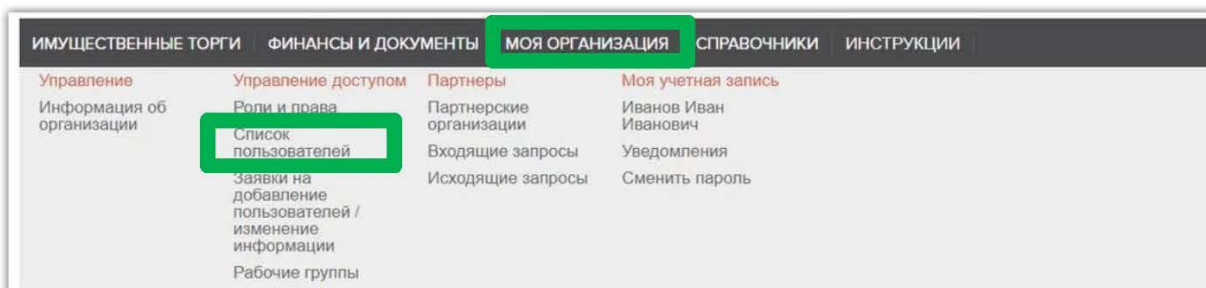 ИМУЩЕСТВЕННЫЕ ТОРГИ ФИНАНСЫ И ДОКУМЕНТЫ МОЯ ОРГАНИЗАЦИЯ СПРАВОЧНИКИ ИНСТРУКЦИИ
Управление
Информация об
организации
Управление доступом
Роли и права
Список
пользователей
Заявки на
добавление
пользователей /
изменение
информации
Рабочие группы
Партнеры
Партнерские
организации
Входящие запросы
Исходящие запросы
Моя учетная запись
Иванов Иван
Иванович
Уведомления
Сменить пароль